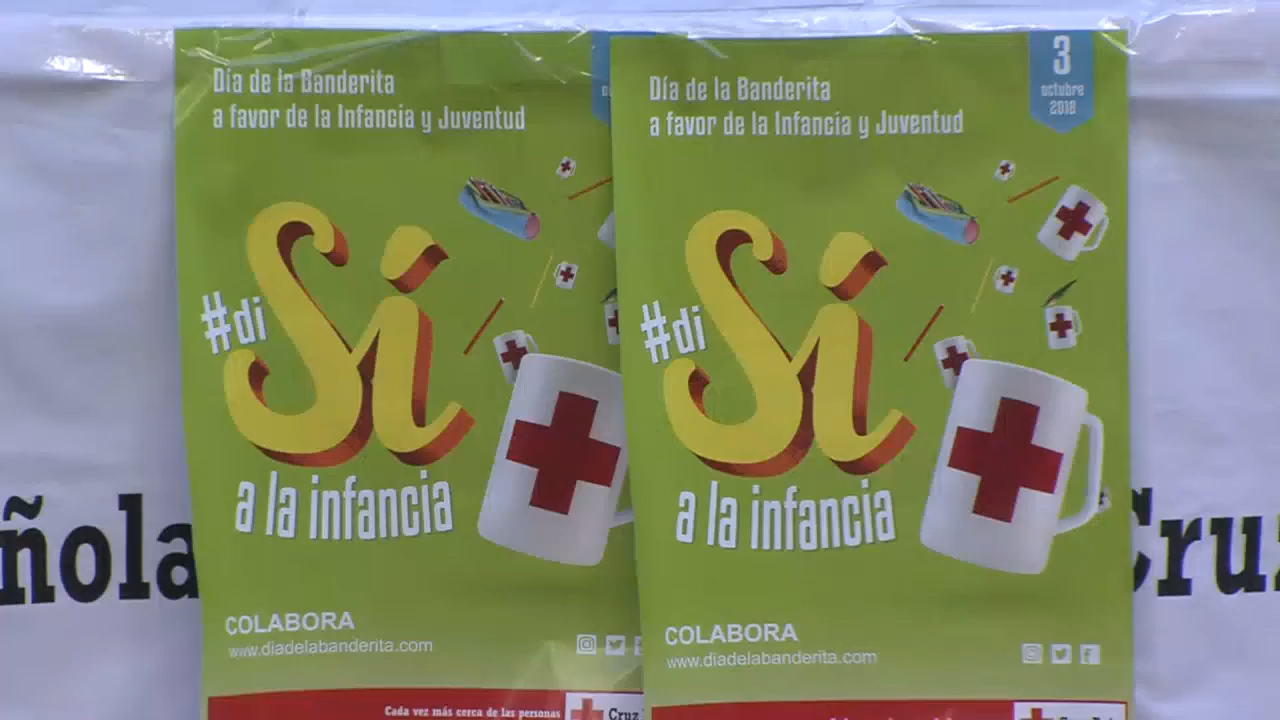 Día de la Banderita
a favor de la Infancia y Juventud
#di
Sí
a la infancia
COLABORA
www.diadelabanderita.com
Cada vez más cerca de las personas
Cruz
3
octubre
2018
Día de la Banderita
a favor de la Infancia y Juventud
#di
Sí
a la infancia
COLABORA
www.diadelabanderita.com
ñola
Cruz